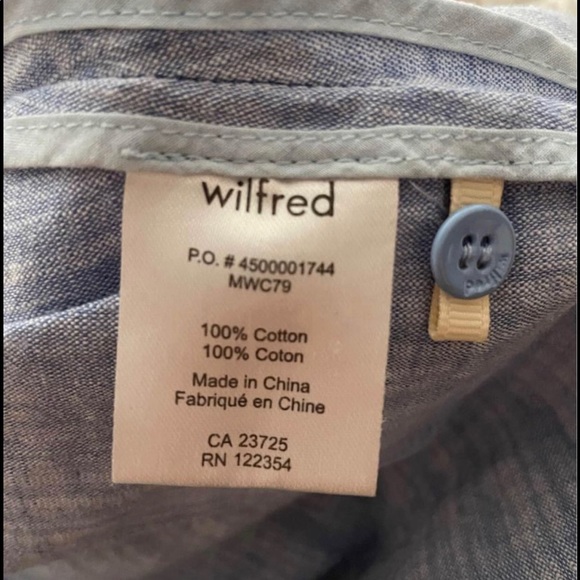 wilfred
P.O. # 4500001744
MWC79
100% Cotton
100% Coton
Made in China
Fabriqué en Chine
CA 23725
RN 122354